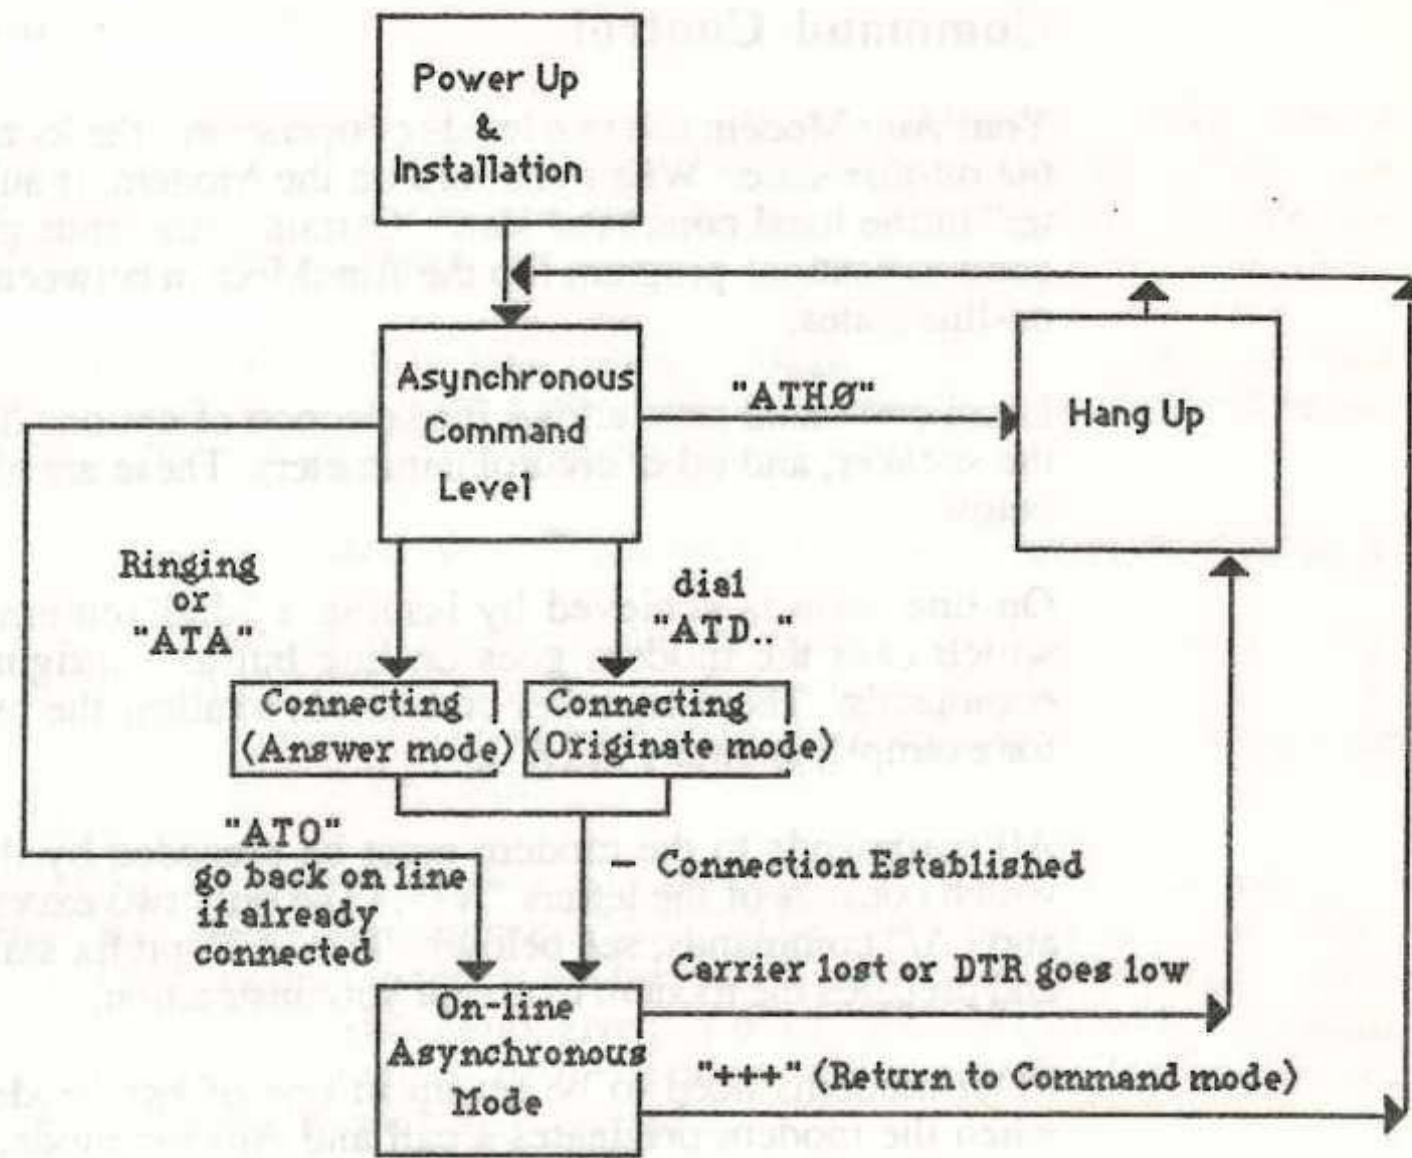 Power Up
&
Installation
Asynchronous
Command
Level
"ATHØ"
Hang Up
Ringing
or
"ATA"
dial
"ATD.."
Connecting
(Answer mode)
Connecting
(Originate mode)
"ATO"
go back on line
if already
connected
— Connection Established
Carrier lost or DTR goes low
On-line
Asynchronous
Mode
"+++" (Return to Command mode)